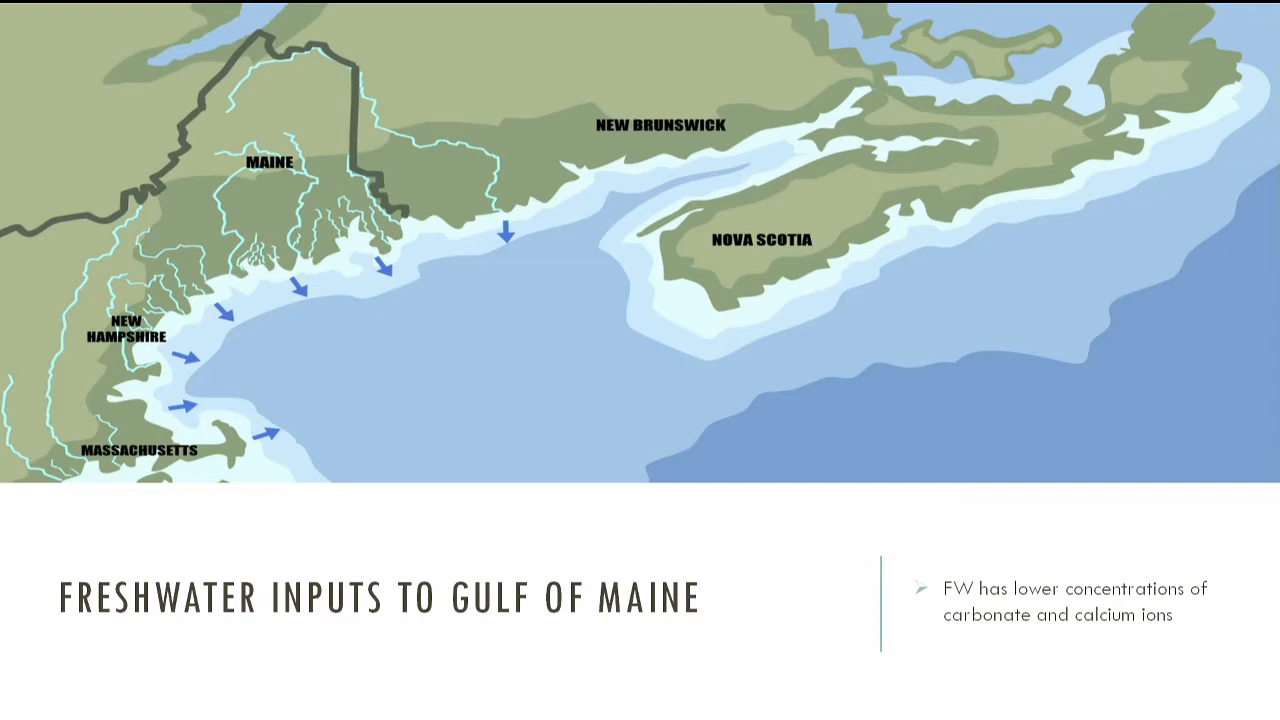 NEW BRUNSWICK
MAINE
NOVA SCOTIA
NEW
HAMPSHIRE
MASSACHUSETTS
FRESHWATER INPUTS TO GULF OF MAINE
FW has lower concentrations of
carbonate and calcium ions